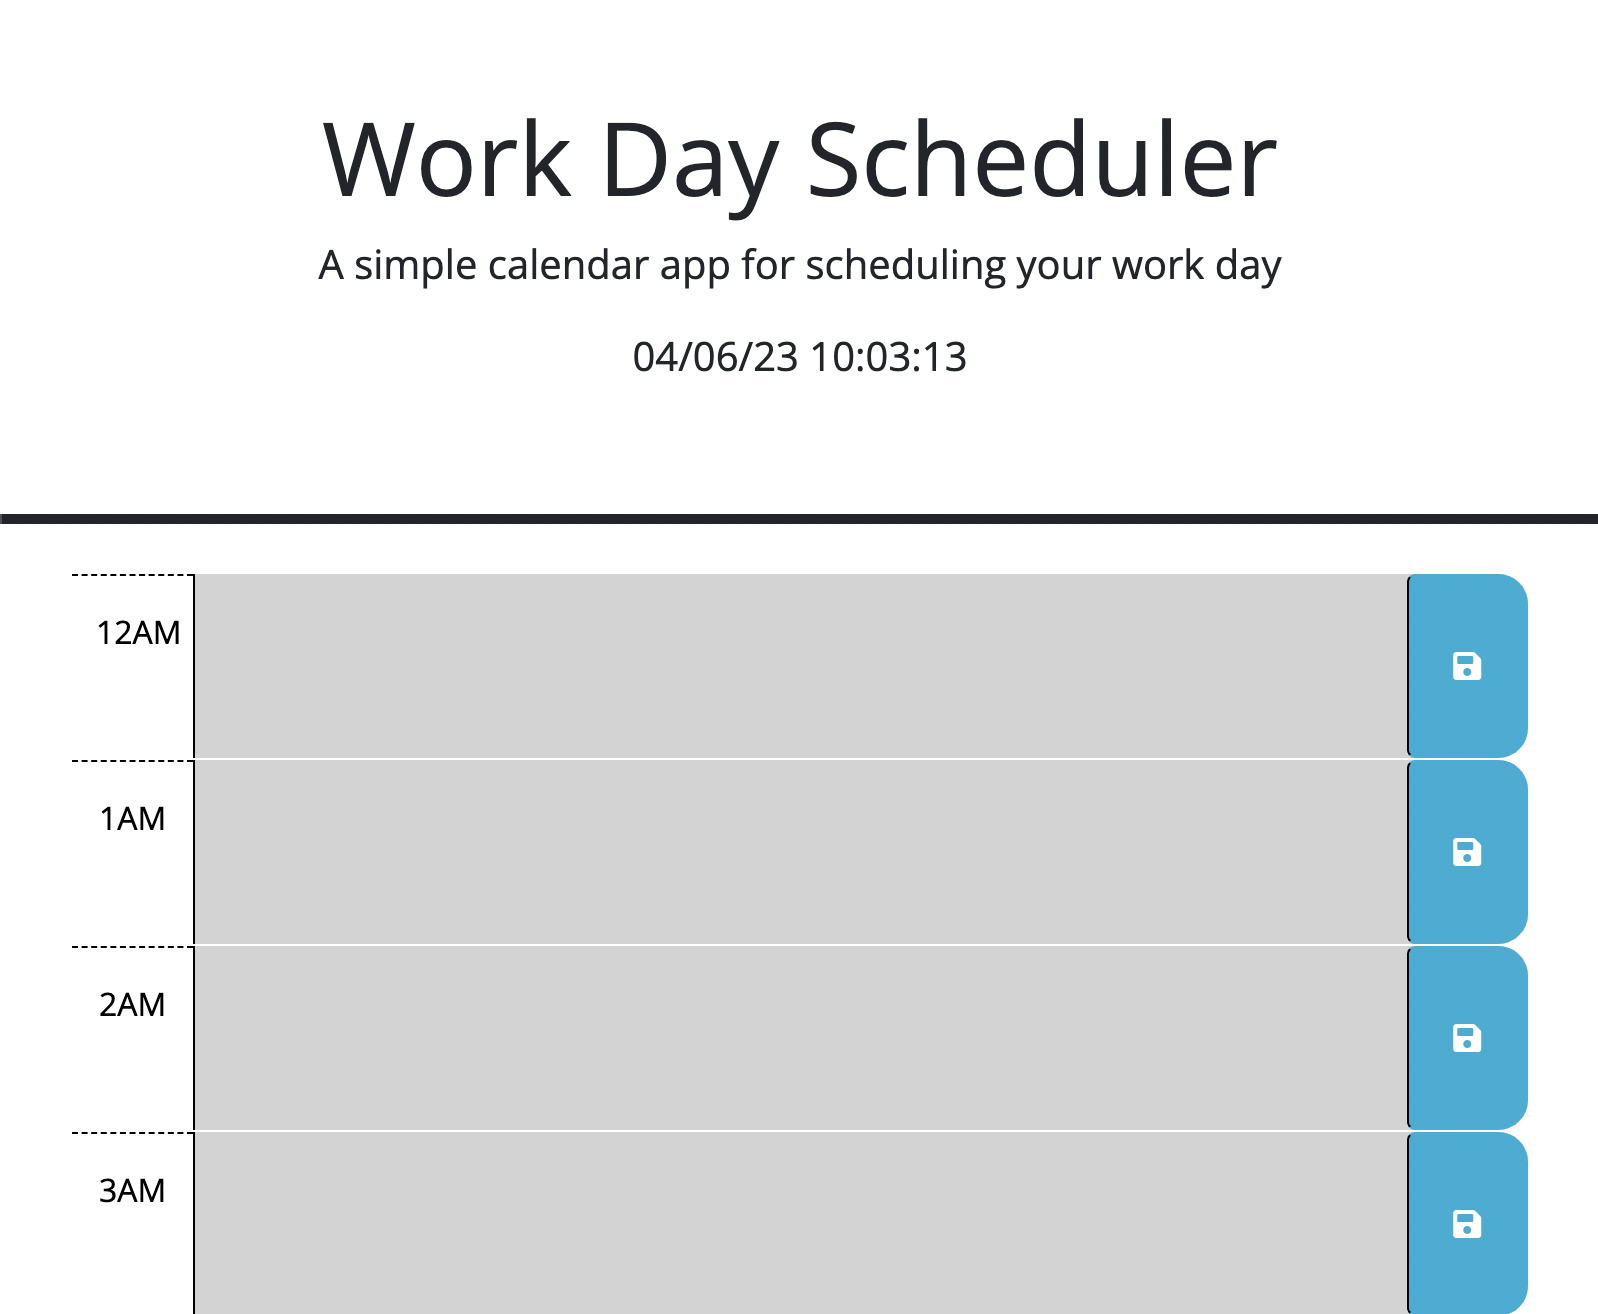 Work Day Scheduler
A simple calendar app for scheduling your work day
04/06/23 10:03:13
12AM
1AM
2AM
3AM